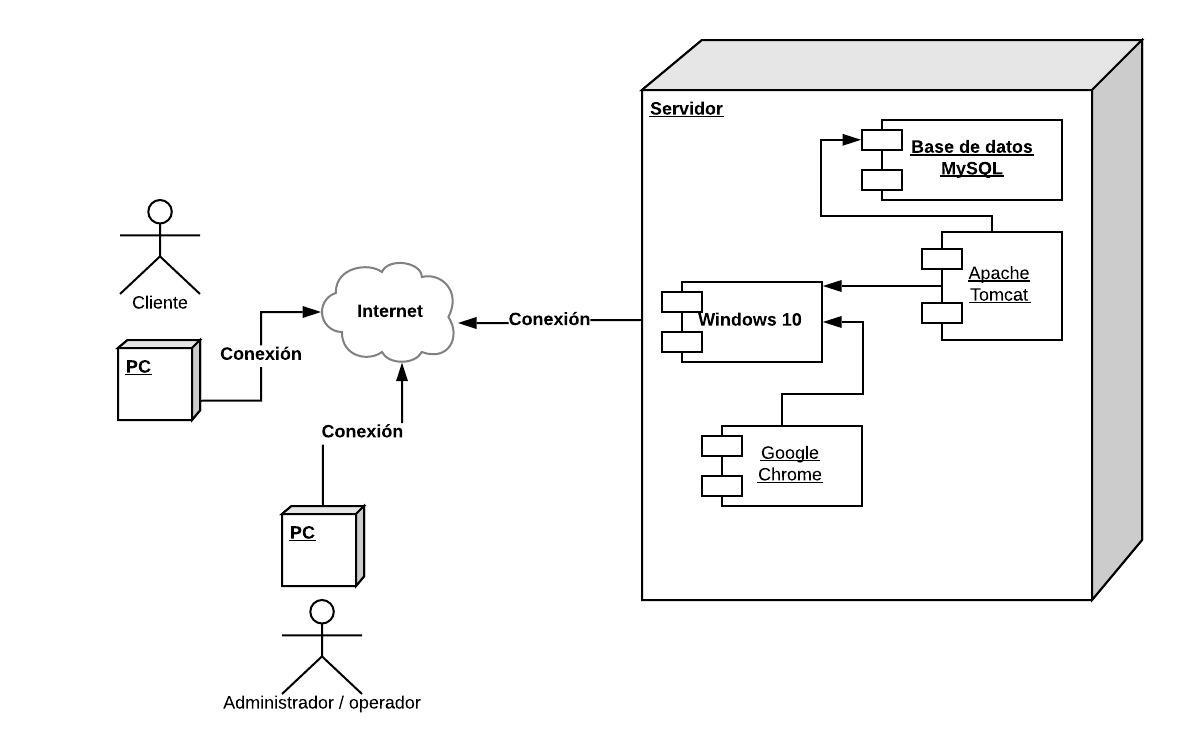 Servidor
Base de datos
MySQL
Apache
Tomcat
Windows 10
Google
Chrome
Cliente
PC
Conexión
Internet
Conexión
Conexión
PC
Administrador / operador